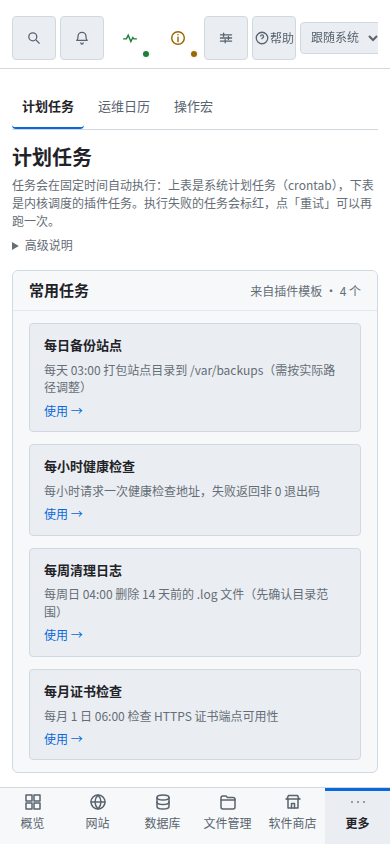 帮助
跟随系统
计划任务
运维日历
操作宏
计划任务
任务会在固定时间自动执行：上表是系统计划任务（crontab），下表
是内核调度的插件任务。执行失败的任务会标红，点「重试」可以再
跑一次。
高级说明
常用任务
来自插件模板 · 4 个
每日备份站点
每天 03:00 打包站点目录到 /var/backups（需按实际路
径调整）
使用 →
每小时健康检查
每小时请求一次健康检查地址，失败返回非 0 退出码
使用 →
每周清理日志
每周日 04:00 删除 14 天前的 .log 文件（先确认目录范
围）
使用 →
每月证书检查
每月 1 日 06:00 检查 HTTPS 证书端点可用性
使用 →
概览
网站
数据库
文件管理
软件商店
更多